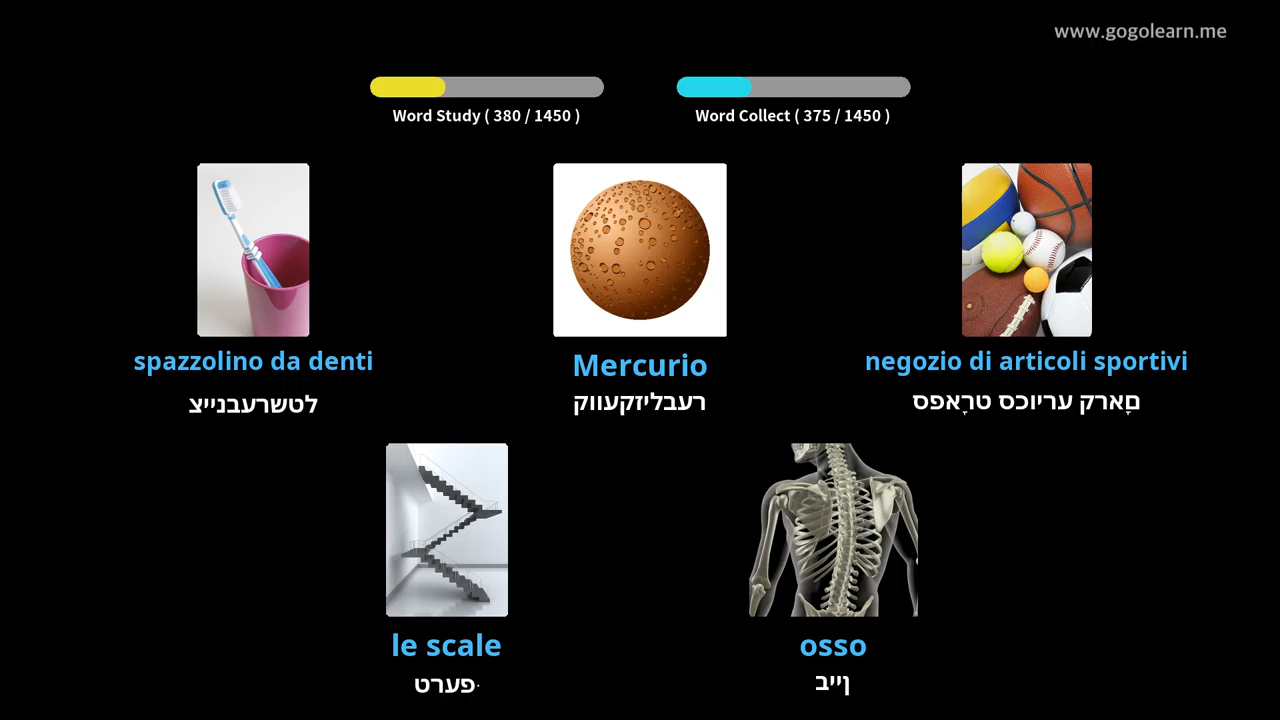 www.gogolearn.me
Word Study ( 380 / 1450 )
Word Collect ( 375 / 1450 )
spazzolino da denti
לטשרעבנייצ
Mercurio
רעבליזקעווק
negozio di articoli sportivi
םָארק עריוכס טרָאפס
le scale
ּפערט
osso
ןייב